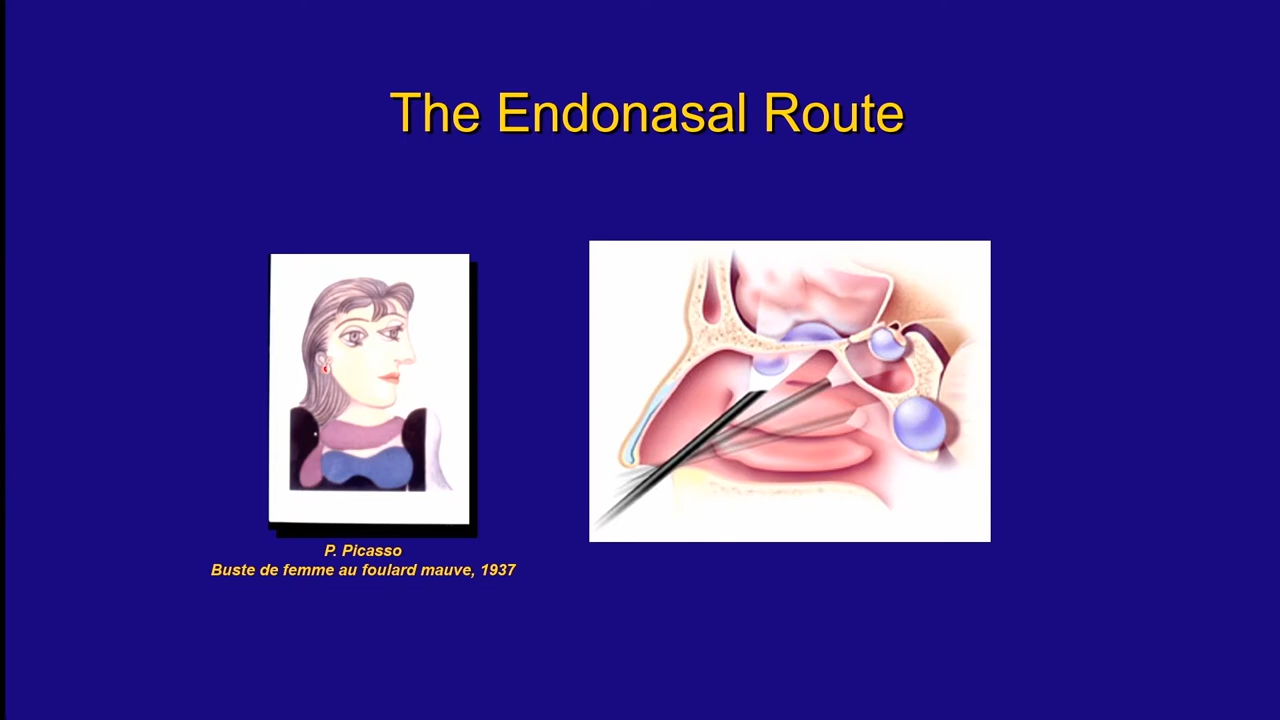 The Endonasal Route
P. Picasso
Buste de femme au foulard mauve, 1937